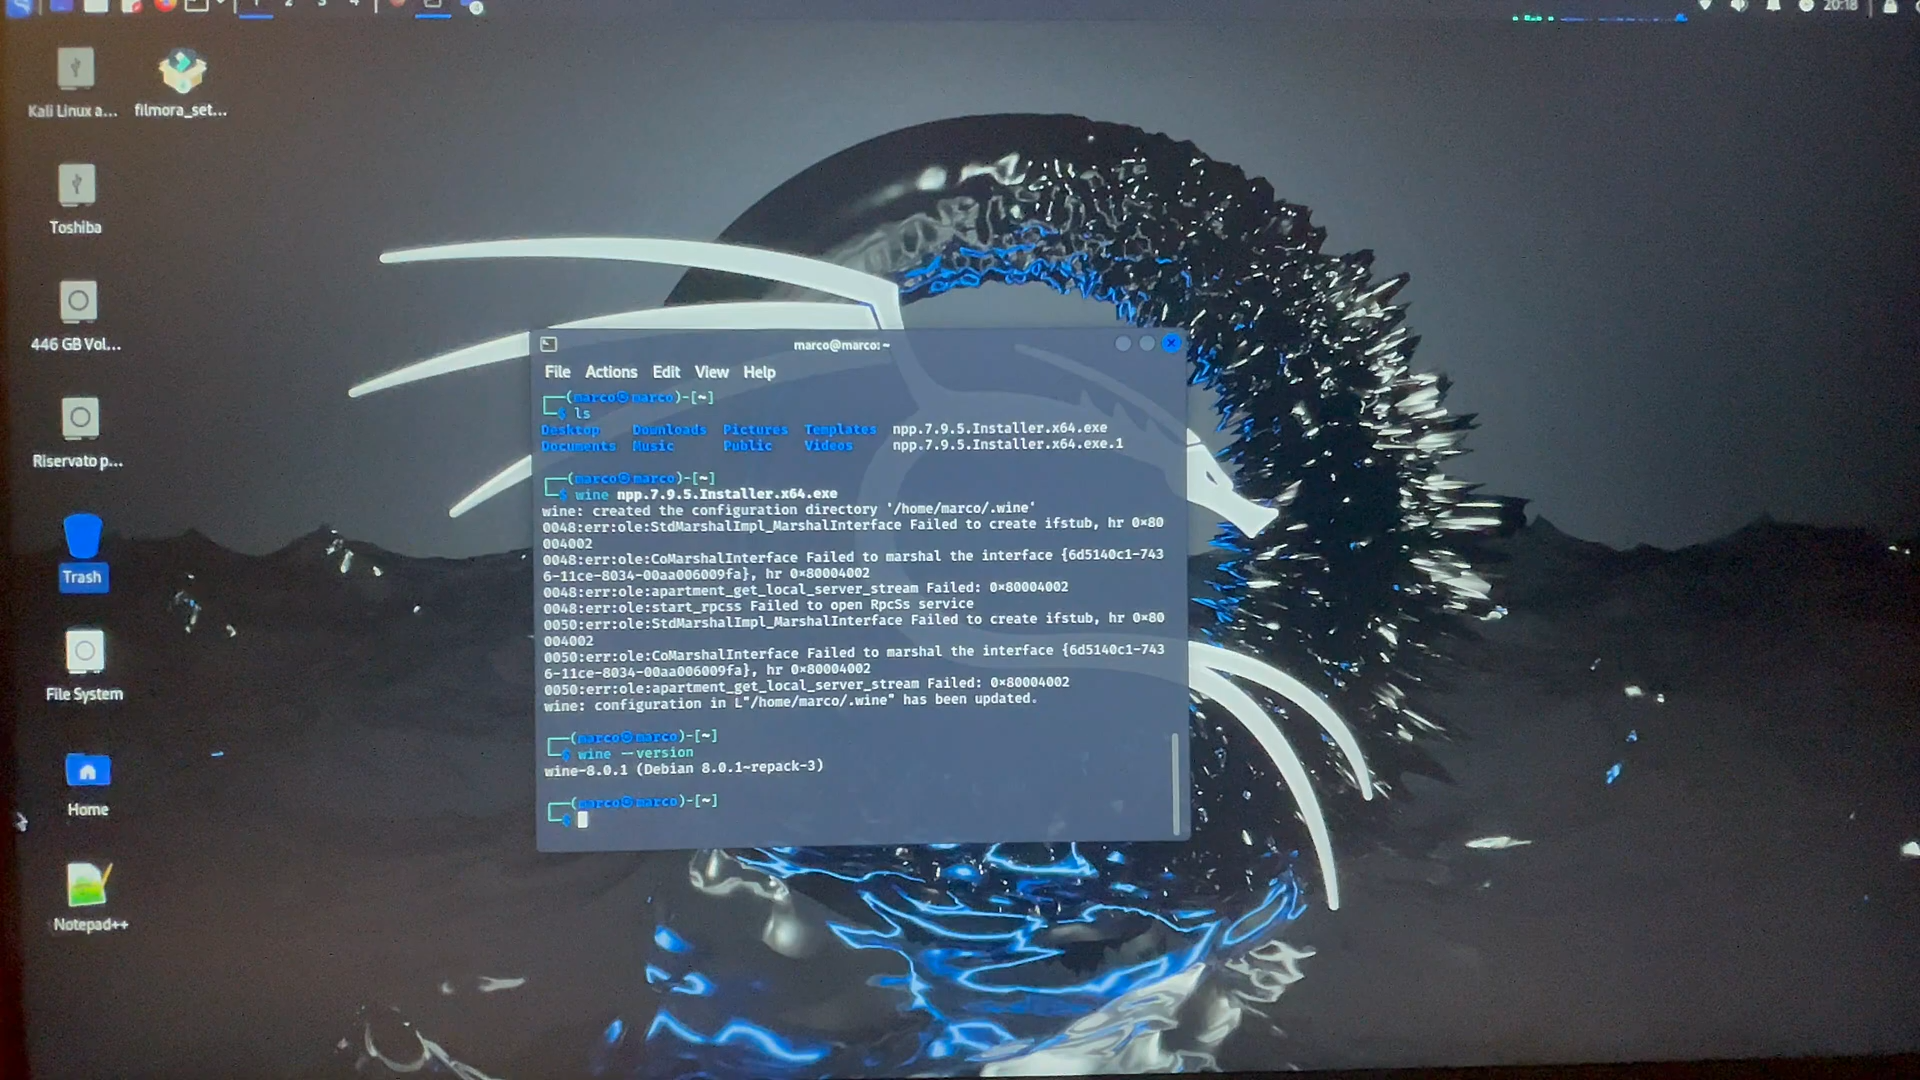 1 2 3 4
20:18
Kali Linux a...
filmora_set...
Toshiba
446 GB Vol...
Riservato p...
Trash
File System
Home
Notepad++
marco@marco: ~
File Actions Edit View Help
(marco㉿marco)-[~]
$ ls
Desktop Downloads Pictures Templates npp.7.9.5.Installer.x64.exe
Documents Music Public Videos npp.7.9.5.Installer.x64.exe.1
(marco㉿marco)-[~]
$ wine npp.7.9.5.Installer.x64.exe
wine: created the configuration directory '/home/marco/.wine'
0048:err:ole:StdMarshalImpl_MarshalInterface Failed to create ifstub, hr 0x80
004002
0048:err:ole:CoMarshalInterface Failed to marshal the interface {6d5140c1-743
6-11ce-8034-00aa006009fa}, hr 0x80004002
0048:err:ole:apartment_get_local_server_stream Failed: 0x80004002
0048:err:ole:start_rpcss Failed to open RpcSs service
0050:err:ole:StdMarshalImpl_MarshalInterface Failed to create ifstub, hr 0x80
004002
0050:err:ole:CoMarshalInterface Failed to marshal the interface {6d5140c1-743
6-11ce-8034-00aa006009fa}, hr 0x80004002
0050:err:ole:apartment_get_local_server_stream Failed: 0x80004002
wine: configuration in L"/home/marco/.wine" has been updated.
(marco㉿marco)-[~]
$ wine --version
wine-8.0.1 (Debian 8.0.1~repack-3)
(marco㉿marco)-[~]
$